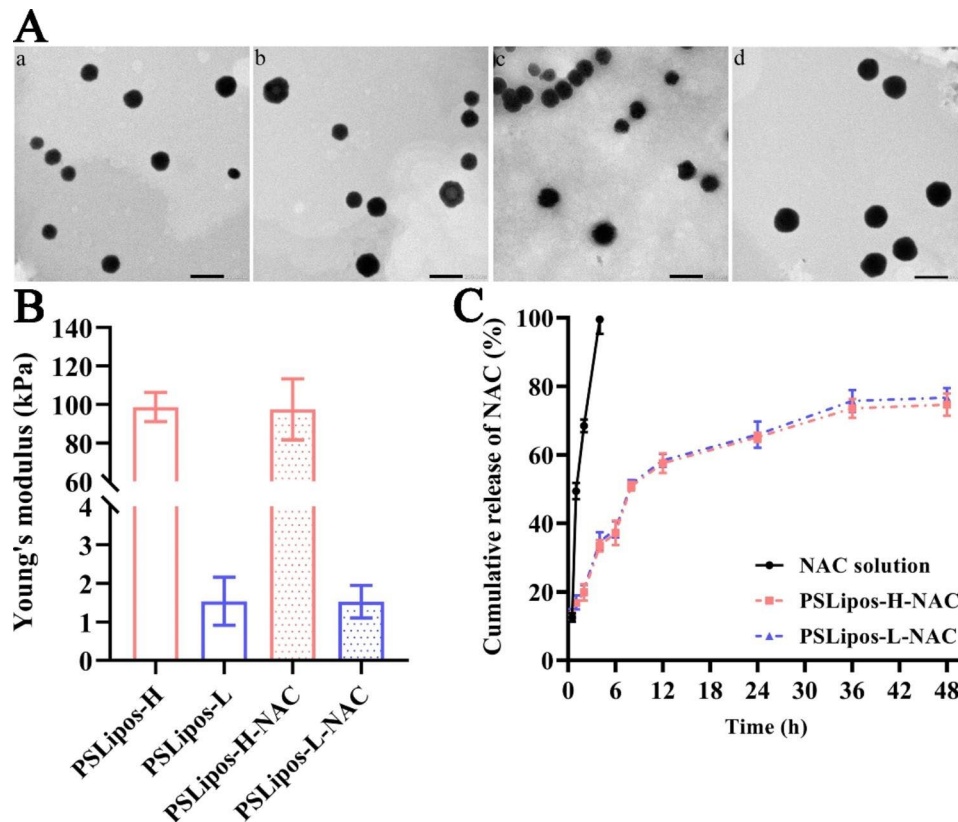 A
a
b
c
d
B
Young's modulus (kPa)
140
120
100
80
60
4
3
2
1
0
PSLipos-H
PSLipos-L
PSLipos-H-NAC
PSLipos-L-NAC
C
Cumulative release of NAC (%)
100
80
60
40
20
0
NAC solution
PSLipos-H-NAC
PSLipos-L-NAC
0 6 12 18 24 30 36 42 48
Time (h)